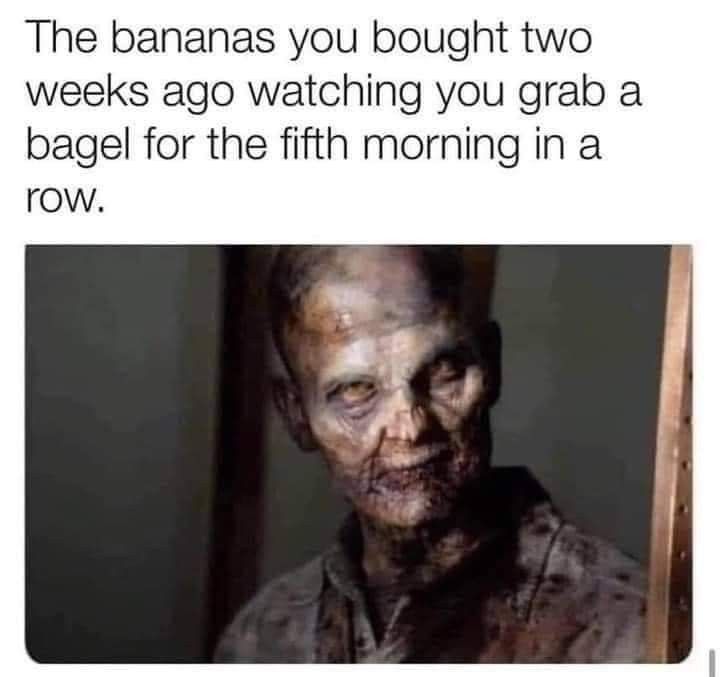 The bananas you bought two
weeks ago watching you grab a
bagel for the fifth morning in a
row.